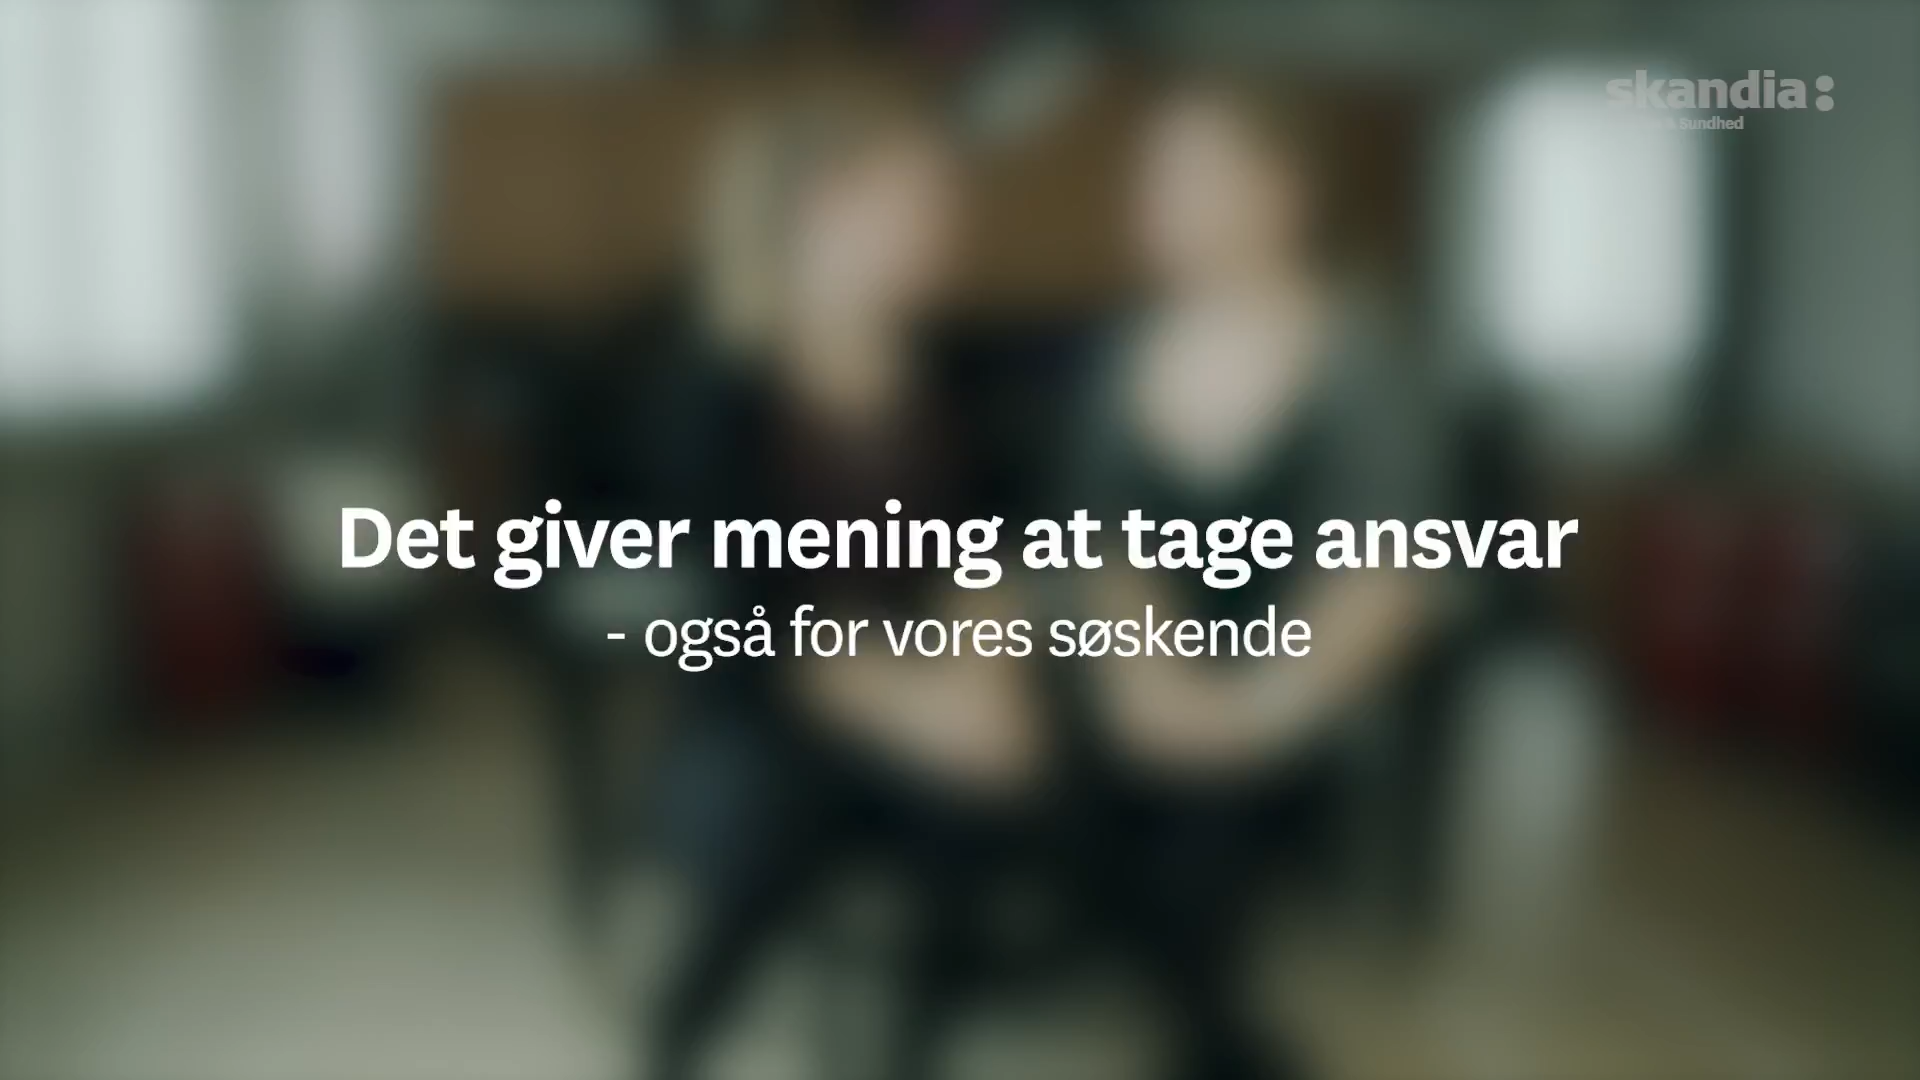 skandia:
Sundhed
Det giver mening at tage ansvar
- også for vores søskende